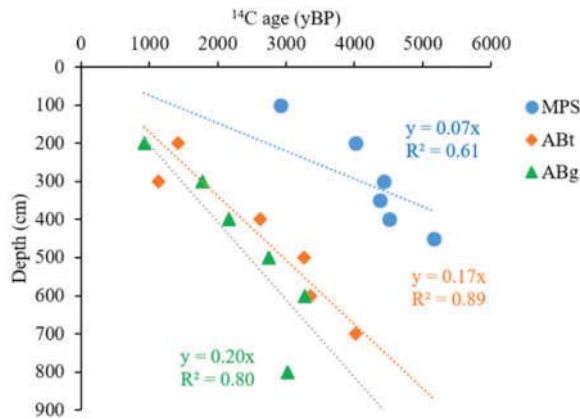 ¹⁴C age (yBP)
0 1000 2000 3000 4000 5000 6000
0
100
200
300
400
500
600
700
800
900
Depth (cm)
MPS
ABt
ABg
y = 0.07x
R² = 0.61
y = 0.17x
R² = 0.89
y = 0.20x
R² = 0.80